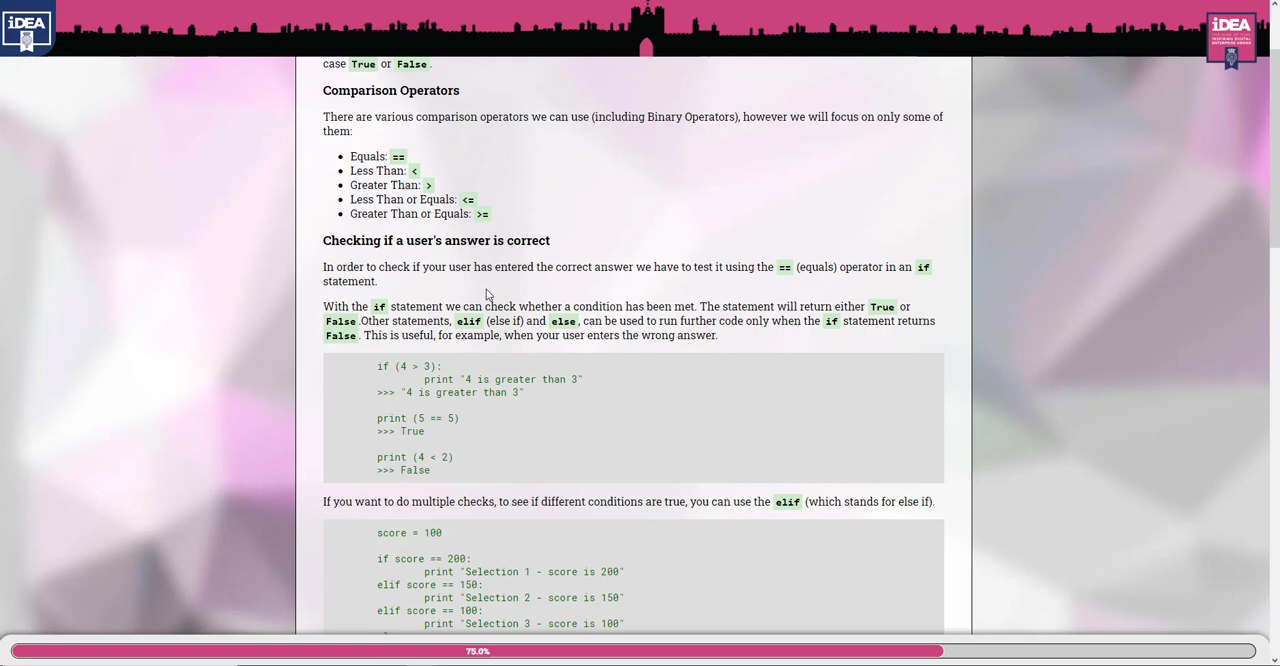 iDEA
iDEA
INSPIRING DIGITAL
ENTERPRISE AWARD
case True or False.
Comparison Operators
There are various comparison operators we can use (including Binary Operators), however we will focus on only some of
them:
Equals: ==
Less Than: <
Greater Than: >
Less Than or Equals: <=
Greater Than or Equals: >=
Checking if a user's answer is correct
In order to check if your user has entered the correct answer we have to test it using the == (equals) operator in an if
statement.
With the if statement we can check whether a condition has been met. The statement will return either True or
False.Other statements, elif (else if) and else, can be used to run further code only when the if statement returns
False. This is useful, for example, when your user enters the wrong answer.
if (4 > 3):
print "4 is greater than 3"
>>> "4 is greater than 3"
print (5 == 5)
>>> True
print (4 < 2)
>>> False
If you want to do multiple checks, to see if different conditions are true, you can use the elif (which stands for else if).
score = 100
if score == 200:
print "Selection 1 - score is 200"
elif score == 150:
print "Selection 2 - score is 150"
elif score == 100:
print "Selection 3 - score is 100"
75.0%